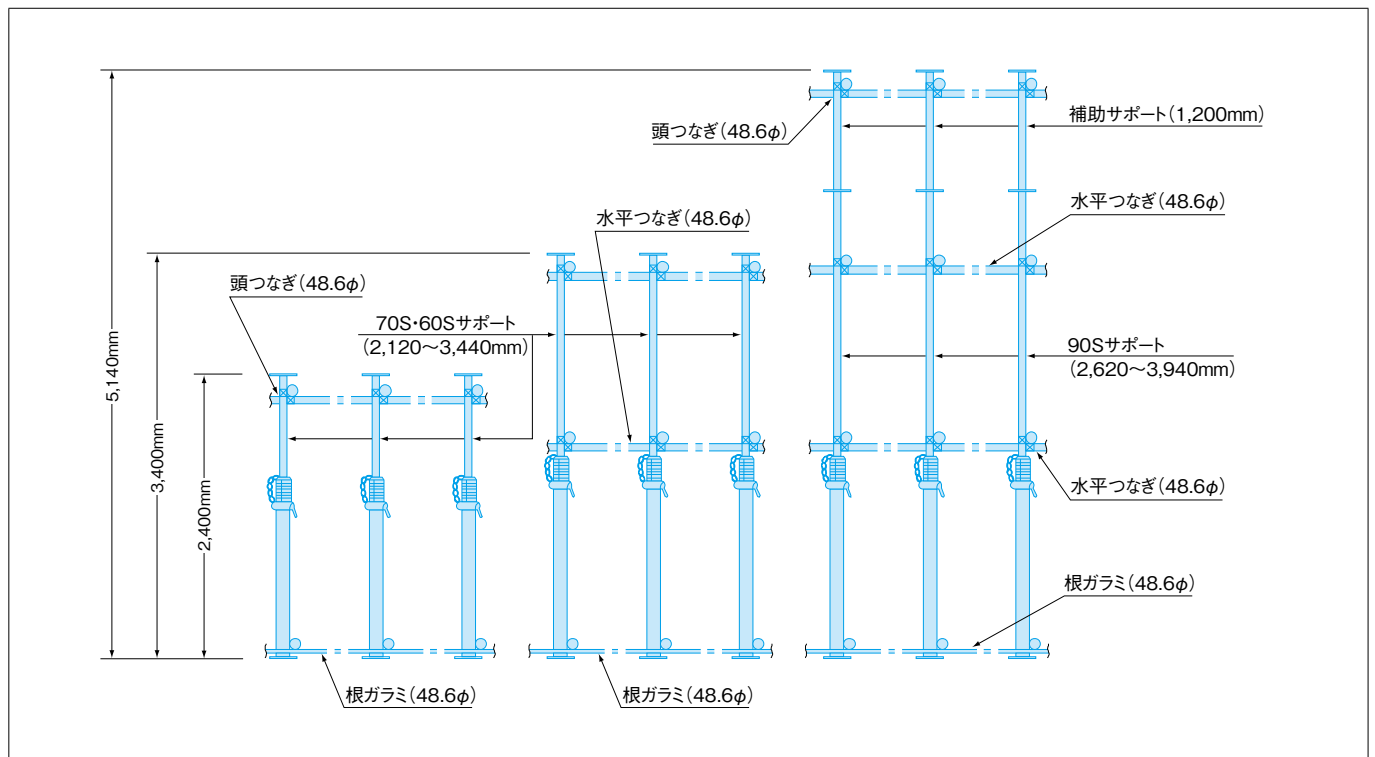 頭つなぎ(48.6φ)
補助サポート(1,200mm)
水平つなぎ(48.6φ)
水平つなぎ(48.6φ)
頭つなぎ(48.6φ)
70S・60Sサポート
(2,120〜3,440mm)
90Sサポート
(2,620〜3,940mm)
5,140mm
3,400mm
2,400mm
水平つなぎ(48.6φ)
根ガラミ(48.6φ)
根ガラミ(48.6φ)
根ガラミ(48.6φ)